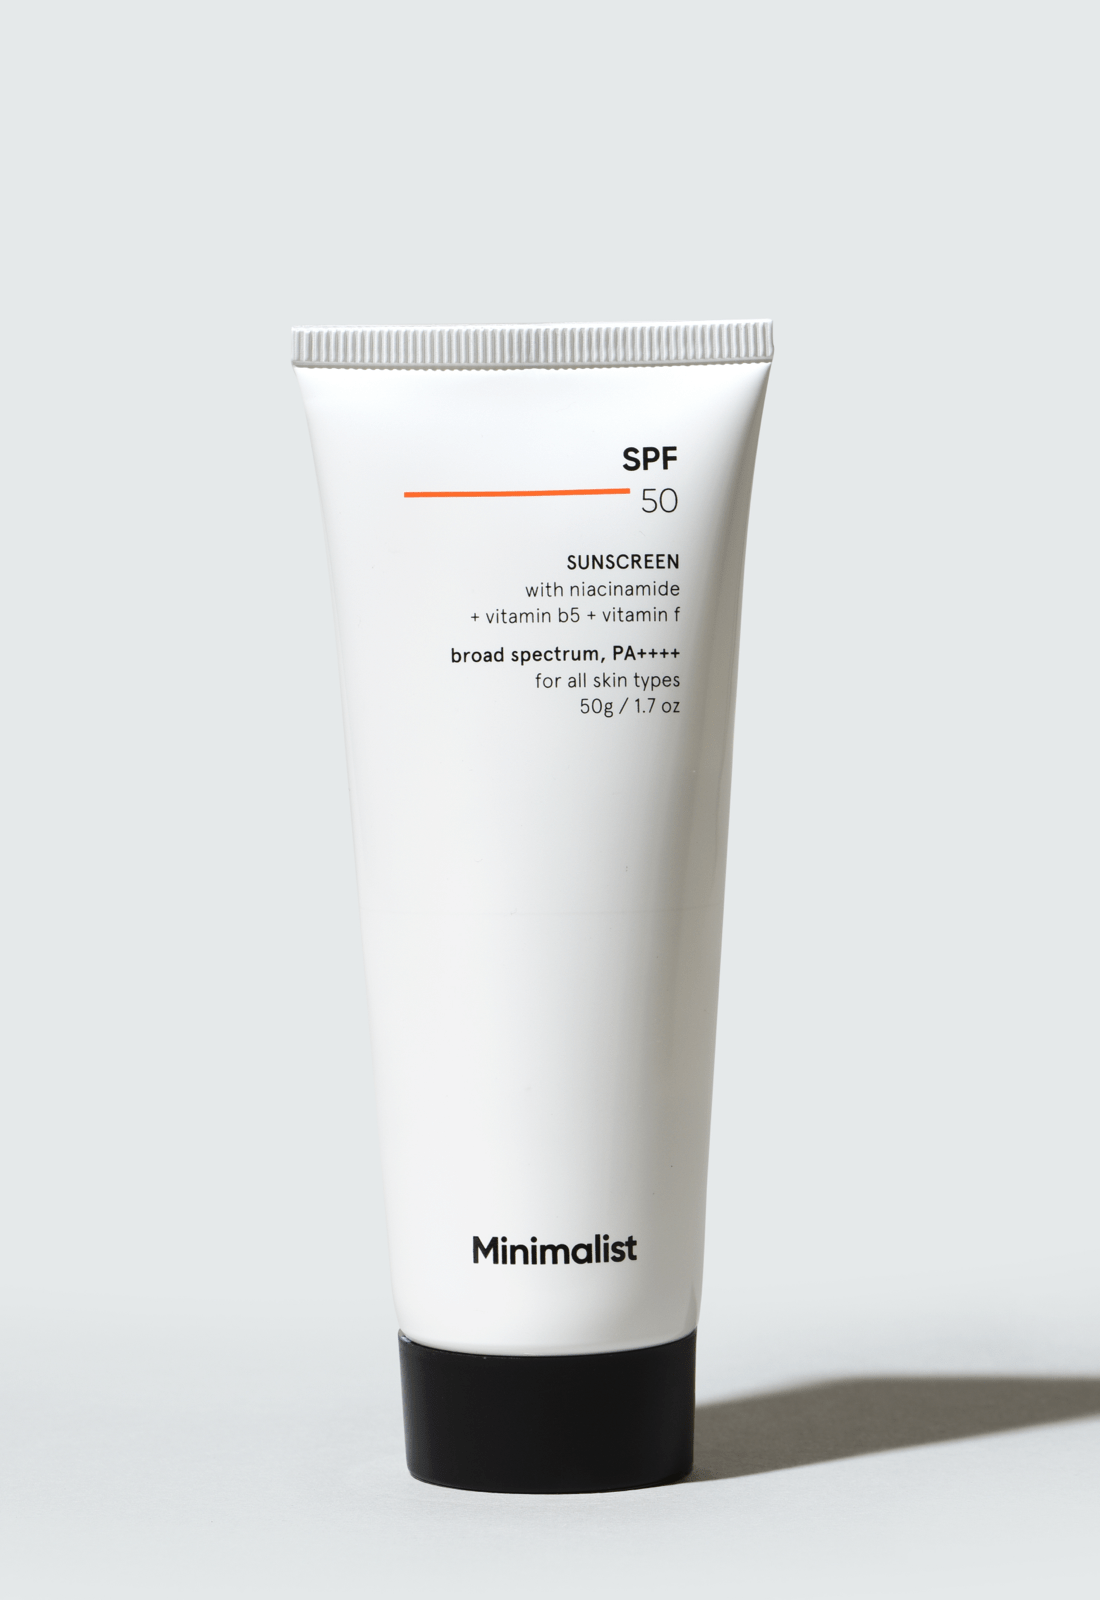 SPF
50
SUNSCREEN
with niacinamide
+ vitamin b5 + vitamin f
broad spectrum, PA++++
for all skin types
50g / 1.7 oz
Minimalist